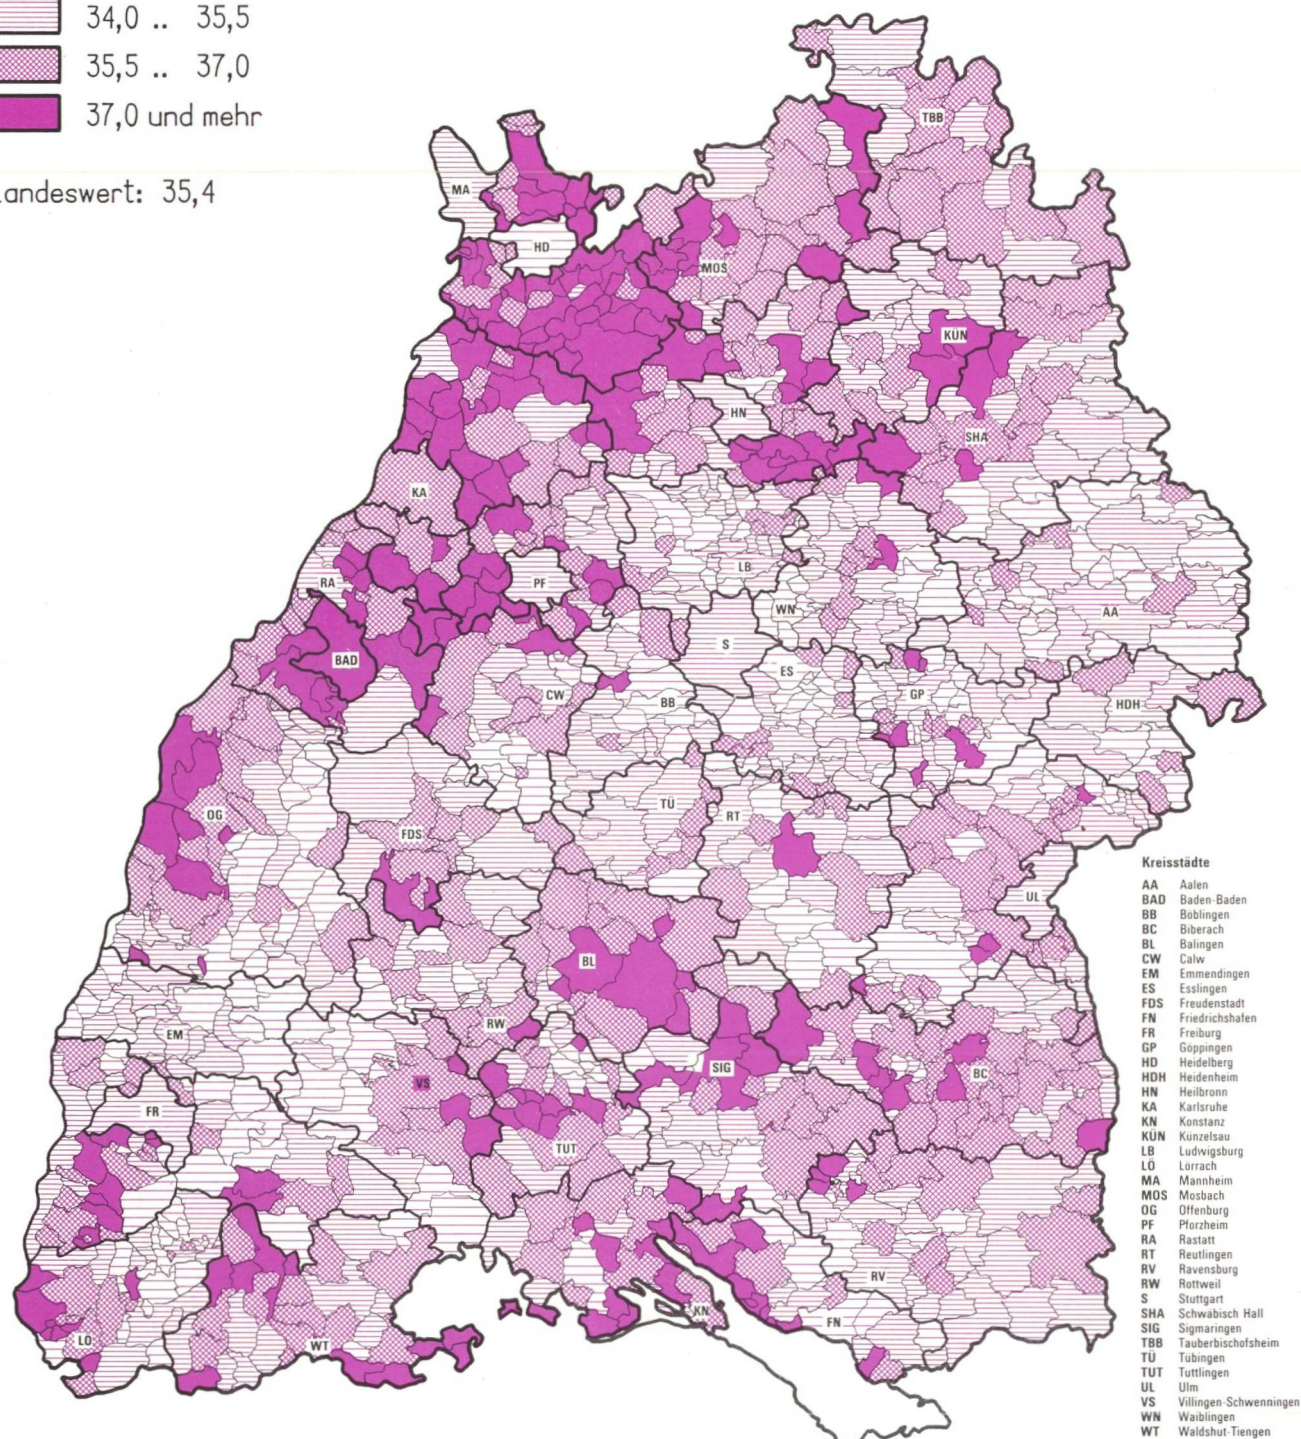 34,0 .. 35,5
35,5 .. 37,0
37,0 und mehr
Landeswert: 35,4
TBB
MA
HD
MOS
KÜN
HN
SHA
KA
LB
RA
PF
WN
AA
S
BAD
ES
CW
BB
GP
HDH
TÜ
OG
RT
FDS
UL
BL
RW
EM
SIG
BC
VS
FR
TUT
RV
KN
FN
LÖ
WT
Kreisstädte
AA Aalen
BAD Baden-Baden
BB Böblingen
BC Biberach
BL Balingen
CW Calw
EM Emmendingen
ES Esslingen
FDS Freudenstadt
FN Friedrichshafen
FR Freiburg
GP Göppingen
HD Heidelberg
HDH Heidenheim
HN Heilbronn
KA Karlsruhe
KN Konstanz
KÜN Künzelsau
LB Ludwigsburg
LÖ Lörrach
MA Mannheim
MOS Mosbach
OG Offenburg
PF Pforzheim
RA Rastatt
RT Reutlingen
RV Ravensburg
RW Rottweil
S Stuttgart
SHA Schwäbisch Hall
SIG Sigmaringen
TBB Tauberbischofsheim
TÜ Tübingen
TUT Tuttlingen
UL Ulm
VS Villingen-Schwenningen
WN Waiblingen
WT Waldshut-Tiengen